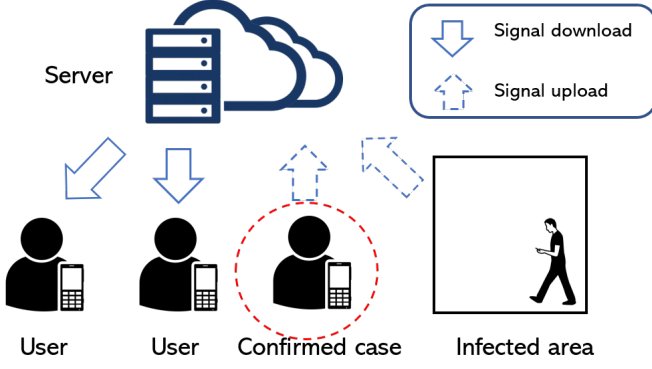 Signal download
Server
Signal upload
User
User
Confirmed case
Infected area